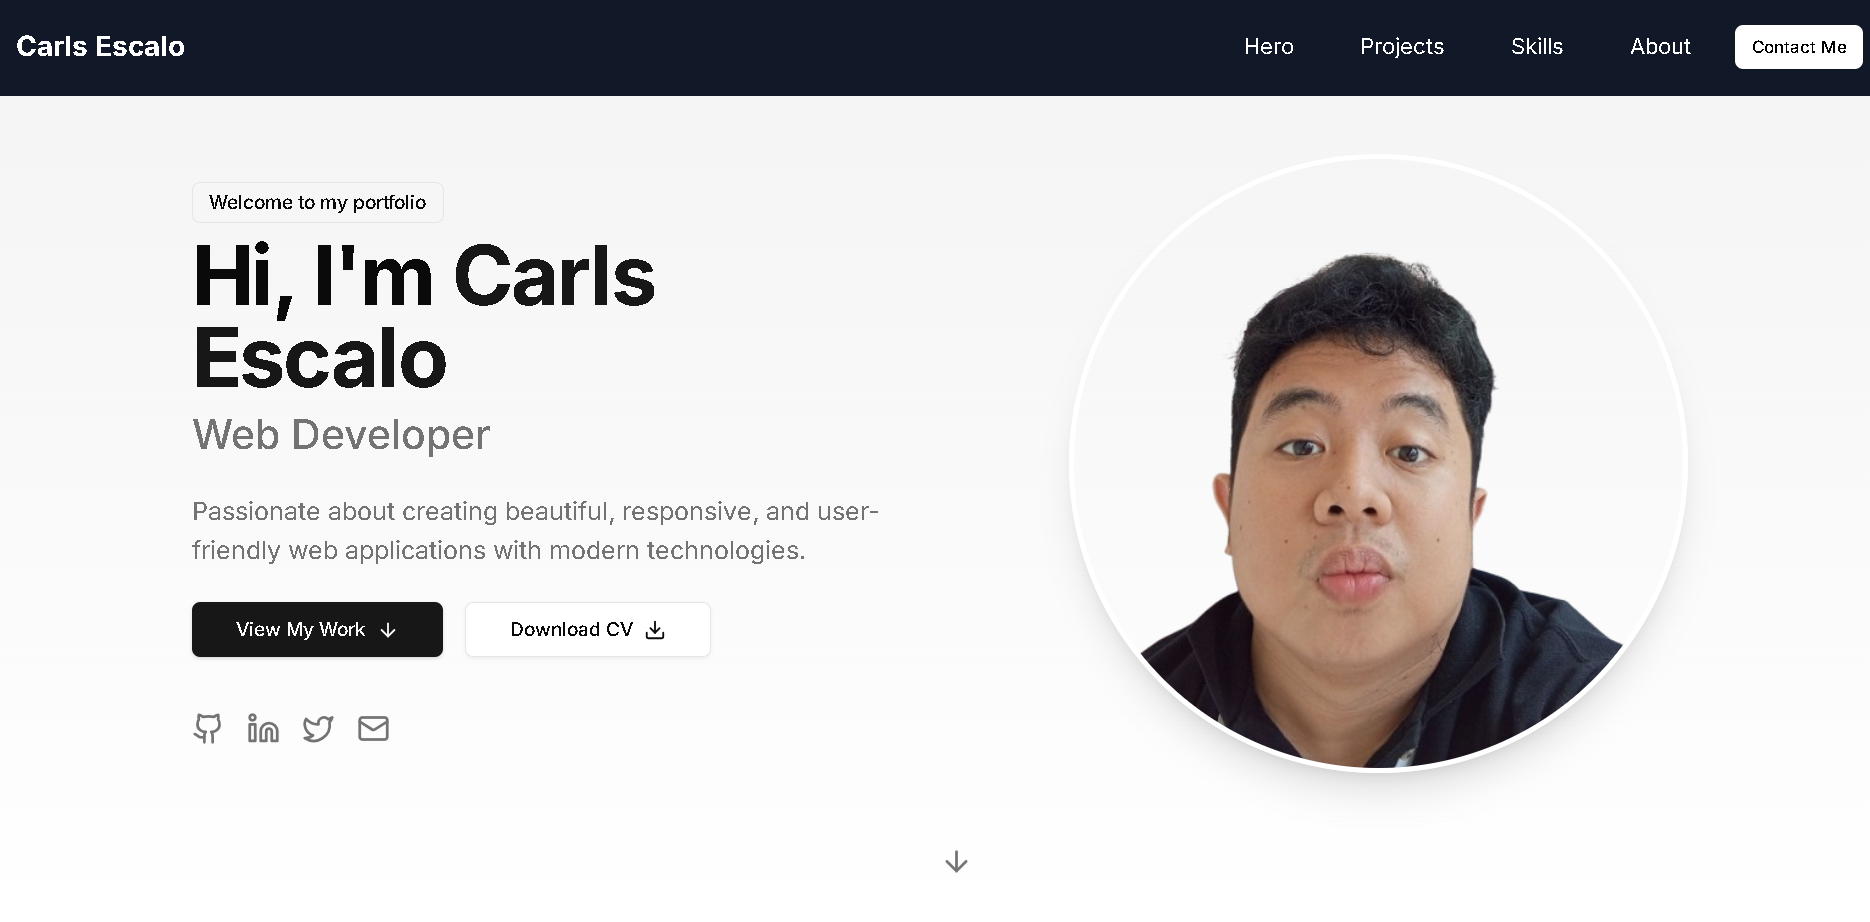 Carls Escalo
Hero
Projects
Skills
About
Contact Me
Welcome to my portfolio
Hi, I'm Carls
Escalo
Web Developer
Passionate about creating beautiful, responsive, and user-
friendly web applications with modern technologies.
View My Work
Download CV